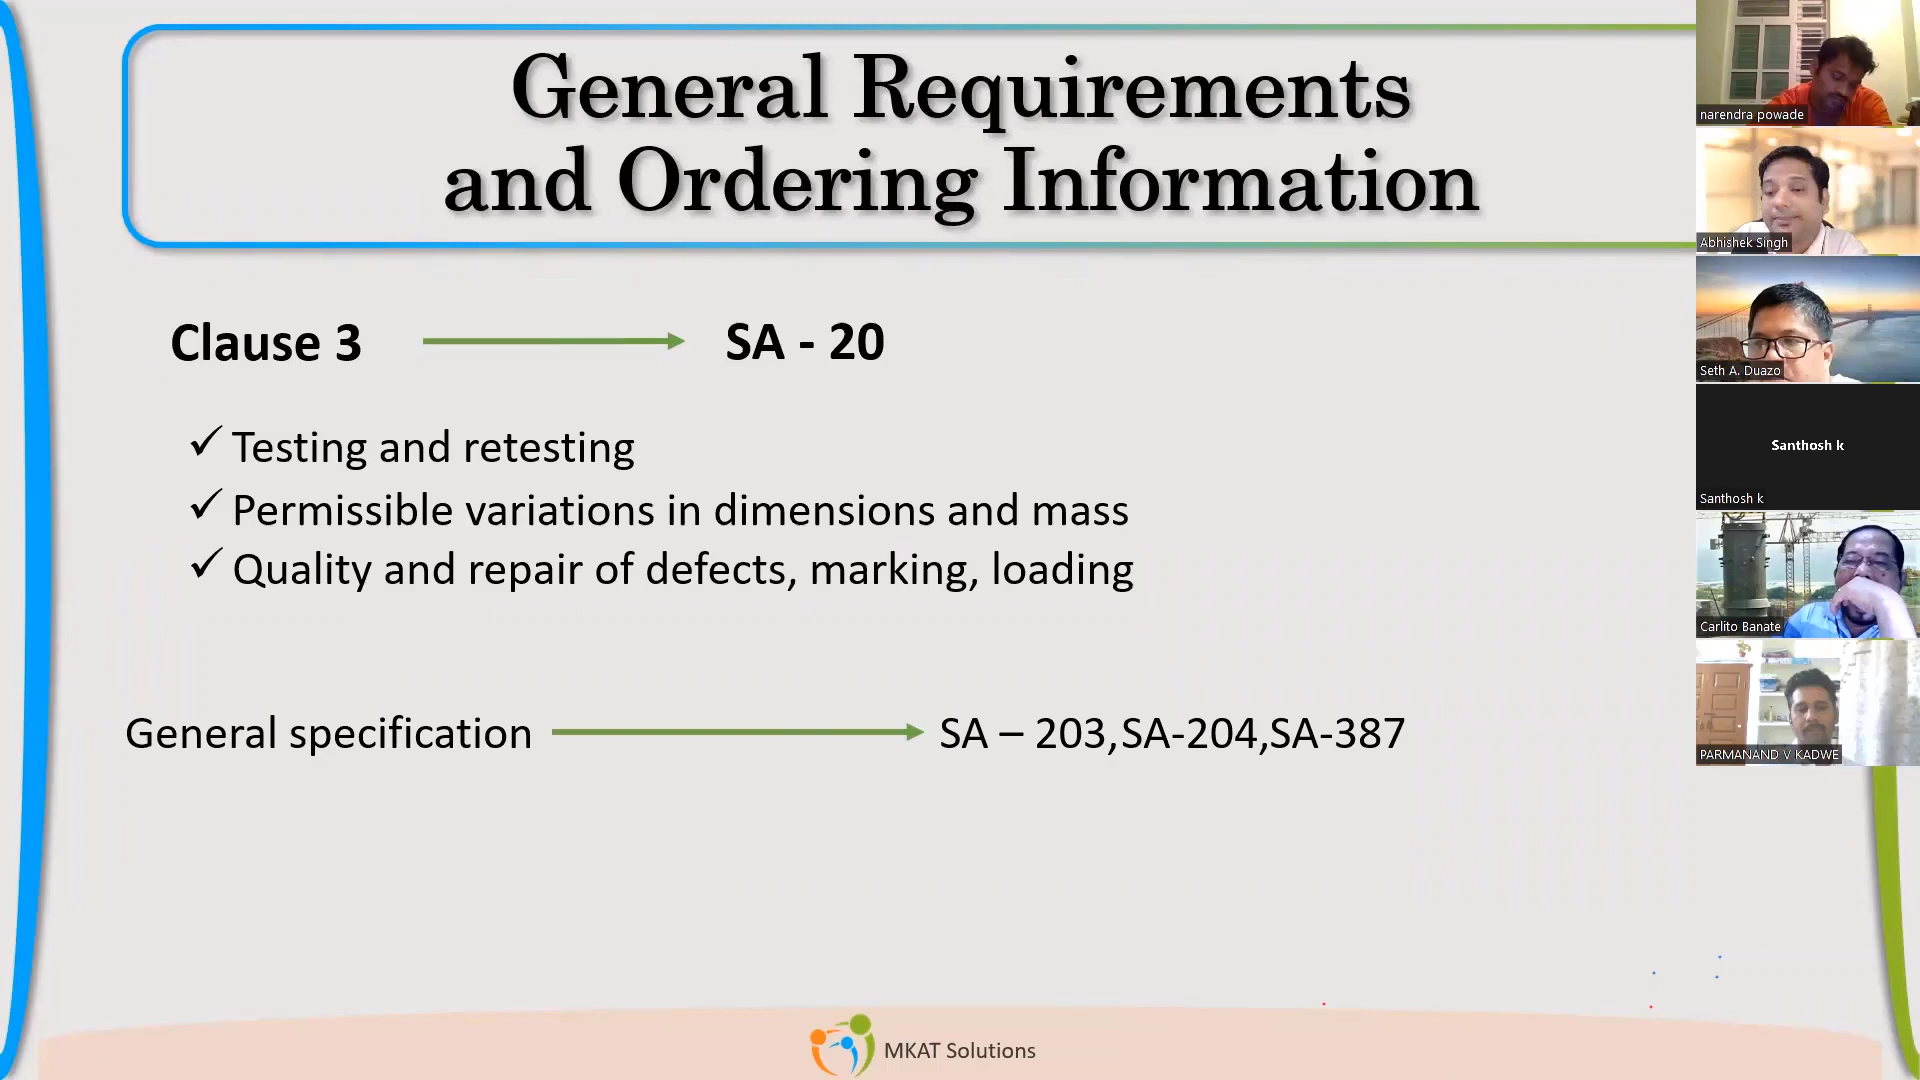 General Requirements
and Ordering Information
Clause 3
SA - 20
✓ Testing and retesting
✓ Permissible variations in dimensions and mass
✓ Quality and repair of defects, marking, loading
General specification
SA – 203,SA-204,SA-387
MKAT Solutions
narendra powade
Abhishek Singh
Seth A. Duazo
Santhosh k
Santhosh k
Carlito Banate
PARMANAND V KADWE